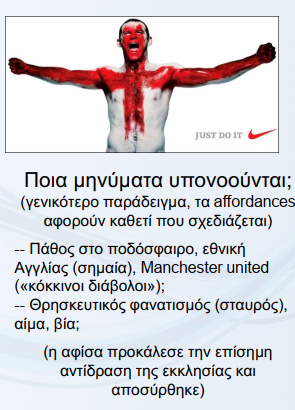 JUST DO IT
Ποια μηνύματα υπονοούνται;
(γενικότερο παράδειγμα, τα affordances
αφορούν καθετί που σχεδιάζεται)
-- Πάθος στο ποδόσφαιρο, εθνική
Αγγλίας (σημαία), Manchester united
(«κόκκινοι διάβολοι»);
-- Θρησκευτικός φανατισμός (σταυρός),
αίμα, βία;
(η αφίσα προκάλεσε την επίσημη
αντίδραση της εκκλησίας και
αποσύρθηκε)